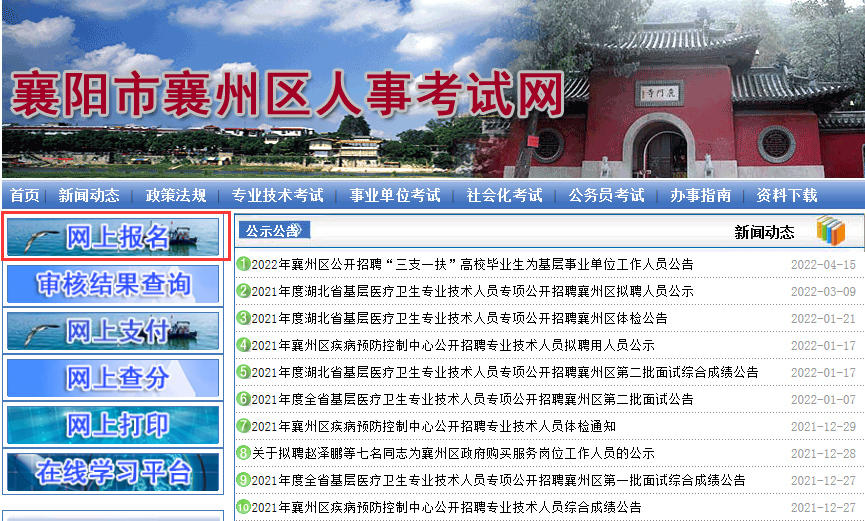 襄阳市襄州区人事考试网
鹿門寺
首页 | 新闻动态 | 政策法规 | 专业技术考试 | 事业单位考试 | 社会化考试 | 公务员考试 | 办事指南 | 资料下载
网上报名
审核结果查询
网上支付
网上查分
网上打印
在线学习平台
公示公告
新闻动态
1 2022年襄州区公开招聘“三支一扶”高校毕业生为基层事业单位工作人员公告 2022-04-15
2 2021年度湖北省基层医疗卫生专业技术人员专项公开招聘襄州区拟聘人员公示 2022-03-09
3 2021年度湖北省基层医疗卫生专业技术人员专项公开招聘襄州区体检公告 2022-01-21
4 2021年襄州区疾病预防控制中心公开招聘专业技术人员拟聘用人员公示 2022-01-17
5 2021年度湖北省基层医疗卫生专业技术人员专项公开招聘襄州区第二批面试综合成绩公告 2022-01-17
6 2021年度全省基层医疗卫生专业技术人员专项公开招聘襄州区第二批面试公告 2022-01-07
7 2021年襄州区疾病预防控制中心公开招聘专业技术人员体检通知 2021-12-29
8 关于拟聘赵泽鹏等七名同志为襄州区政府购买服务岗位工作人员的公示 2021-12-28
9 2021年度全省基层医疗卫生专业技术人员专项公开招聘襄州区第一批面试综合成绩公告 2021-12-27
10 2021年襄州区疾病预防控制中心公开招聘专业技术人员综合成绩公告 2021-12-27